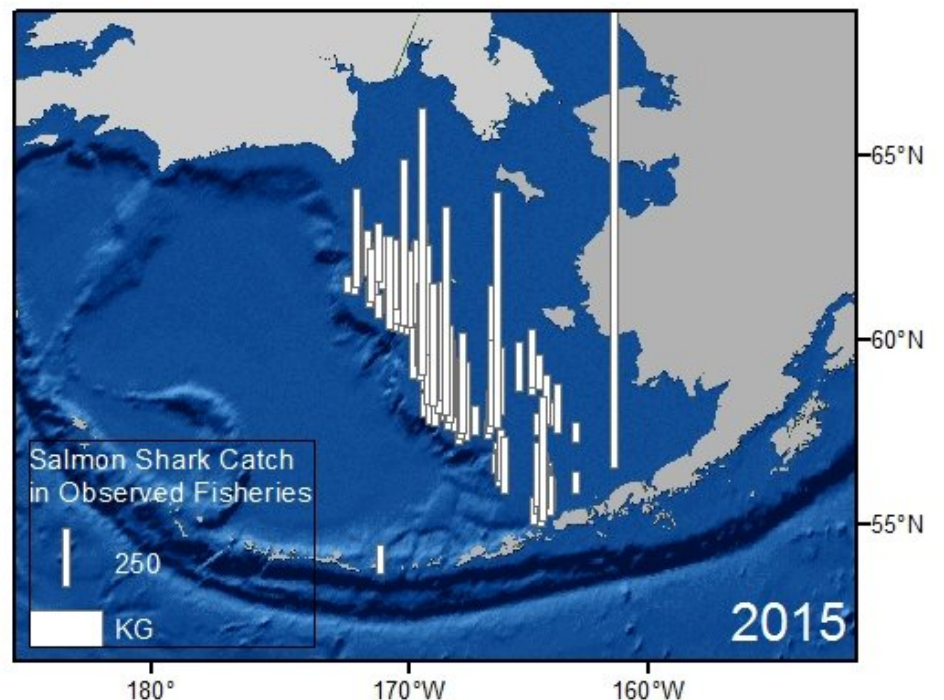 65°N
60°N
Salmon Shark Catch
in Observed Fisheries
55°N
250
KG
2015
180°
170°W
160°W